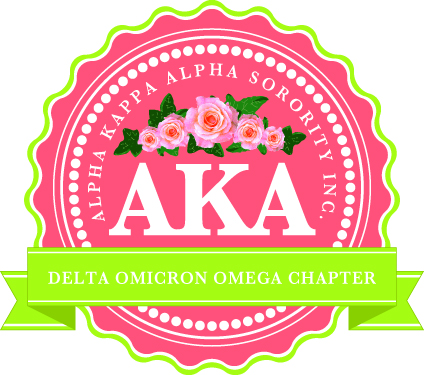 ALPHA KAPPA ALPHA SORORITY INC.
AKA
DELTA OMICRON OMEGA CHAPTER